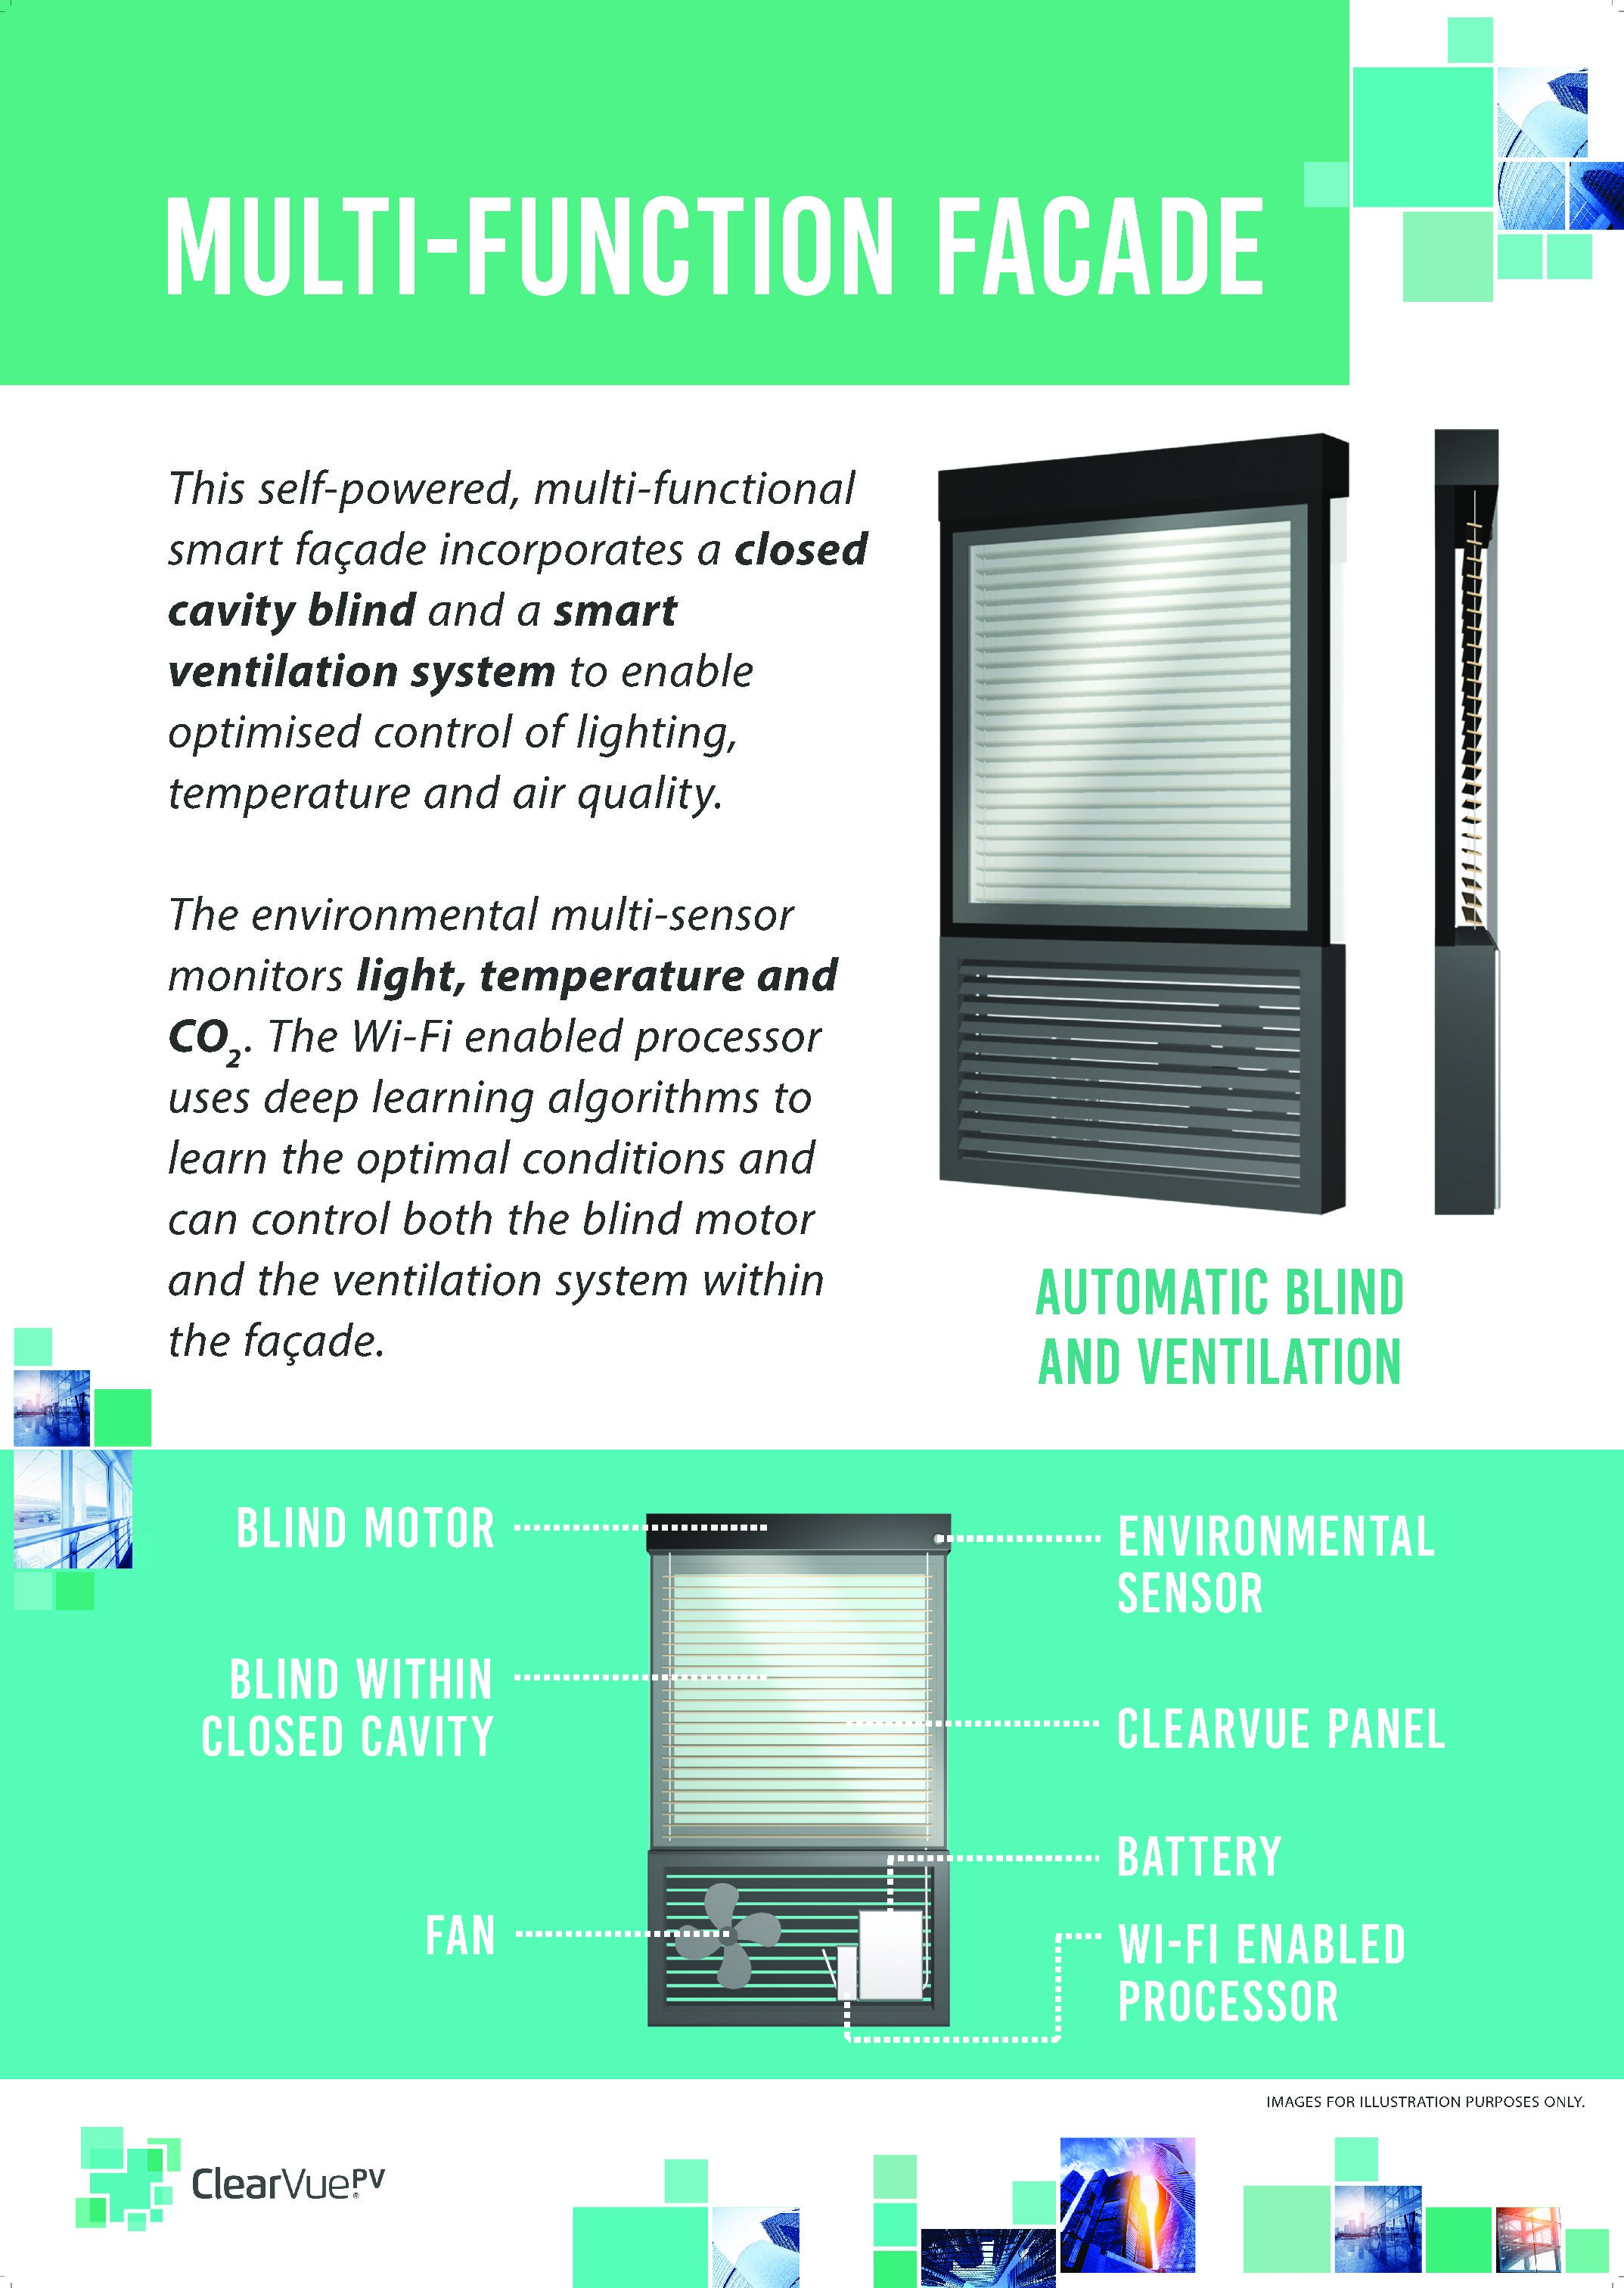 MULTI-FUNCTION FACADE
This self-powered, multi-functional
smart façade incorporates a closed
cavity blind and a smart
ventilation system to enable
optimised control of lighting,
temperature and air quality.
The environmental multi-sensor
monitors light, temperature and
CO₂. The Wi-Fi enabled processor
uses deep learning algorithms to
learn the optimal conditions and
can control both the blind motor
and the ventilation system within
the façade.
AUTOMATIC BLIND
AND VENTILATION
BLIND MOTOR
ENVIRONMENTAL
SENSOR
BLIND WITHIN
CLOSED CAVITY
CLEARVUE PANEL
BATTERY
FAN
WI-FI ENABLED
PROCESSOR
IMAGES FOR ILLUSTRATION PURPOSES ONLY.
ClearVuePV®